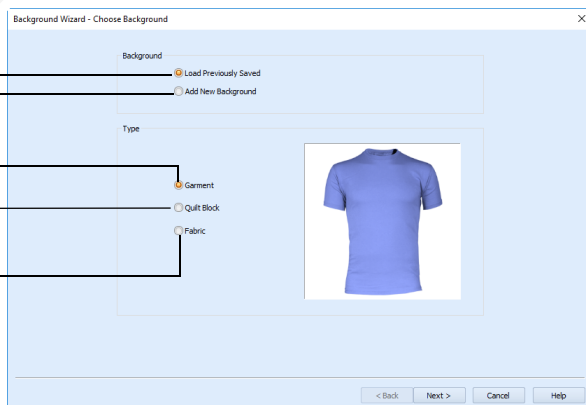 Background Wizard - Choose Background
Background
Load Previously Saved
Add New Background
Type
Garment
Quilt Block
Fabric
< Back Next > Cancel Help